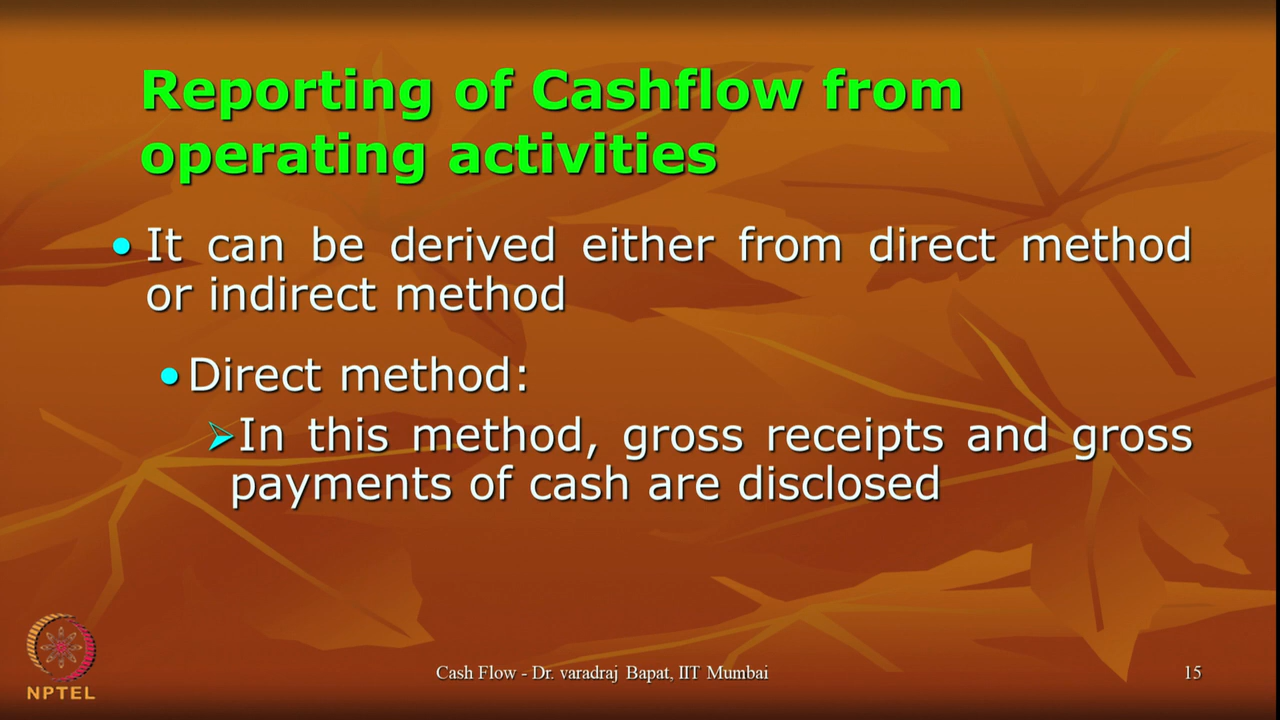 Reporting of Cashflow from
operating activities
• It can be derived either from direct method
or indirect method
• Direct method:
➢In this method, gross receipts and gross
payments of cash are disclosed
NPTEL
Cash Flow - Dr. varadraj Bapat, IIT Mumbai
15